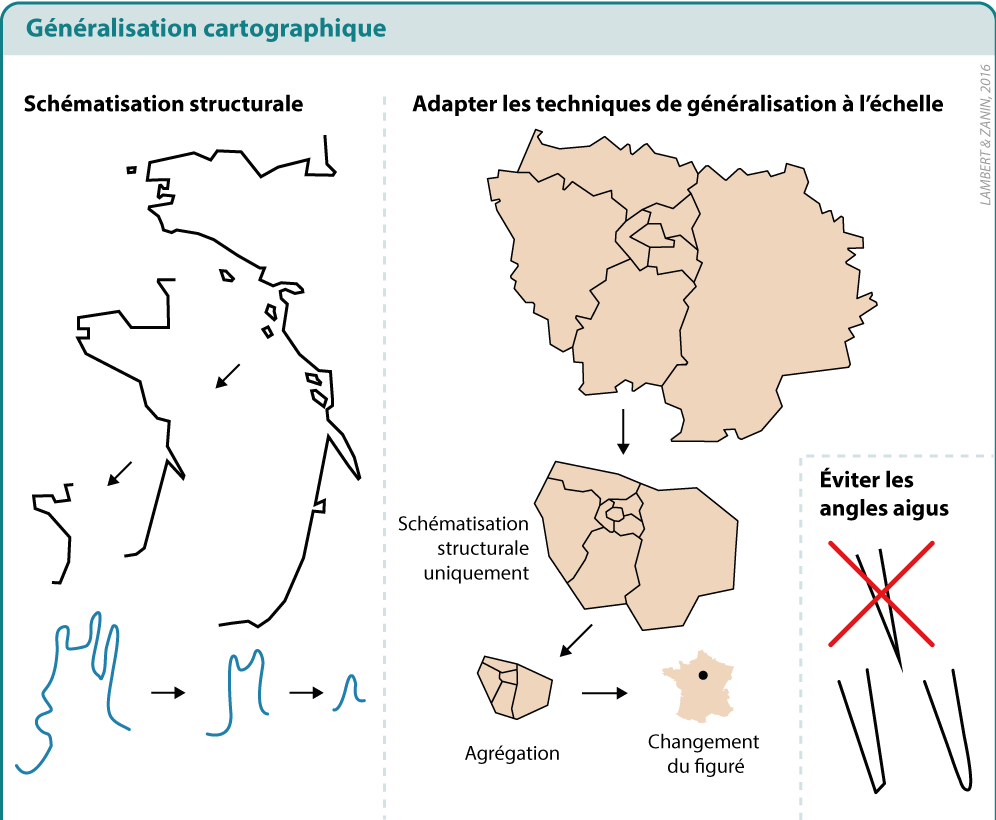 Généralisation cartographique
LAMBERT & ZANIN, 2016
Schématisation structurale
Adapter les techniques de généralisation à l’échelle
Schématisation
structurale
uniquement
Éviter les
angles aigus
Agrégation
Changement
du figuré